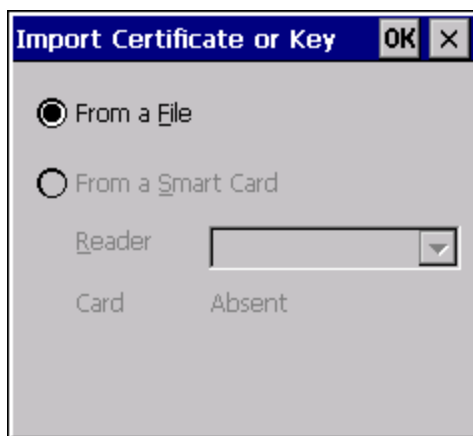 Import Certificate or Key OK ×
From a File
From a Smart Card
Reader
Card Absent